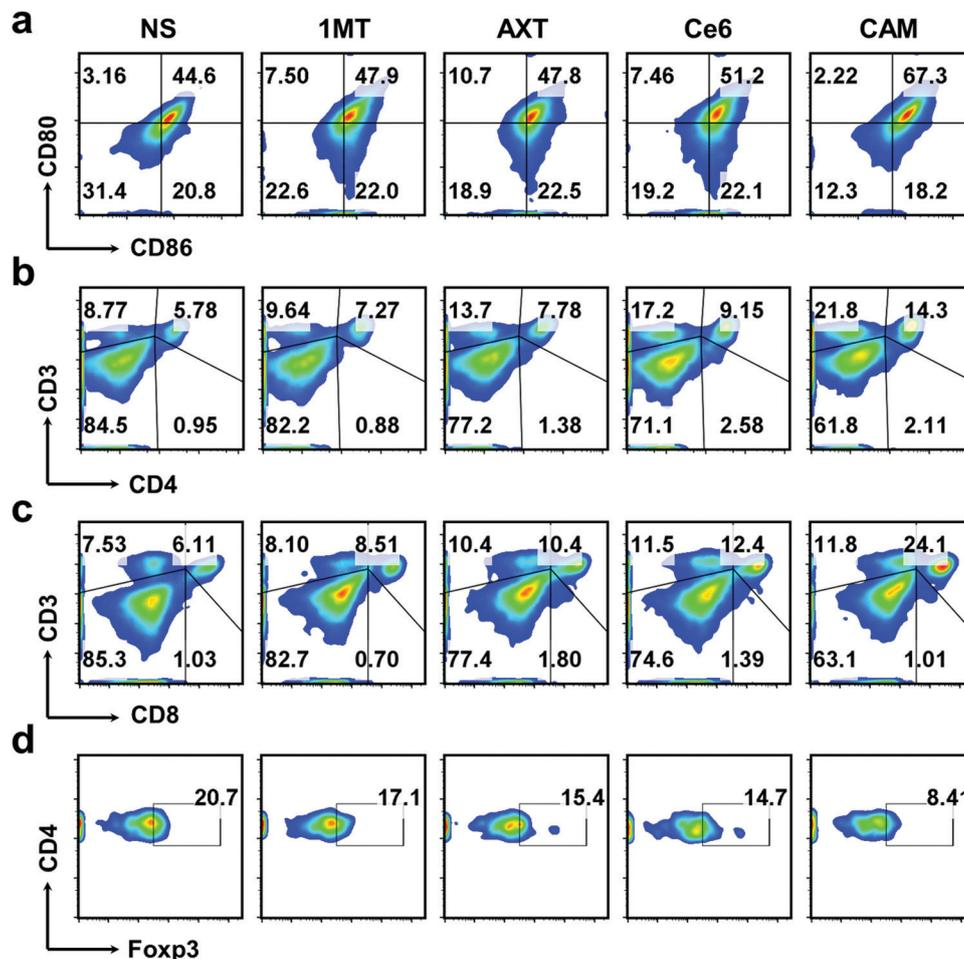 a
NS 1MT AXT Ce6 CAM
3.16 44.6 7.50 47.9 10.7 47.8 7.46 51.2 2.22 67.3
CD80
31.4 20.8 22.6 22.0 18.9 22.5 19.2 22.1 12.3 18.2
CD86
b
8.77 5.78 9.64 7.27 13.7 7.78 17.2 9.15 21.8 14.3
CD3
84.5 0.95 82.2 0.88 77.2 1.38 71.1 2.58 61.8 2.11
CD4
c
7.53 6.11 8.10 8.51 10.4 10.4 11.5 12.4 11.8 24.1
CD3
85.3 1.03 82.7 0.70 77.4 1.80 74.6 1.39 63.1 1.01
CD8
d
20.7 17.1 15.4 14.7 8.41
CD4
Foxp3